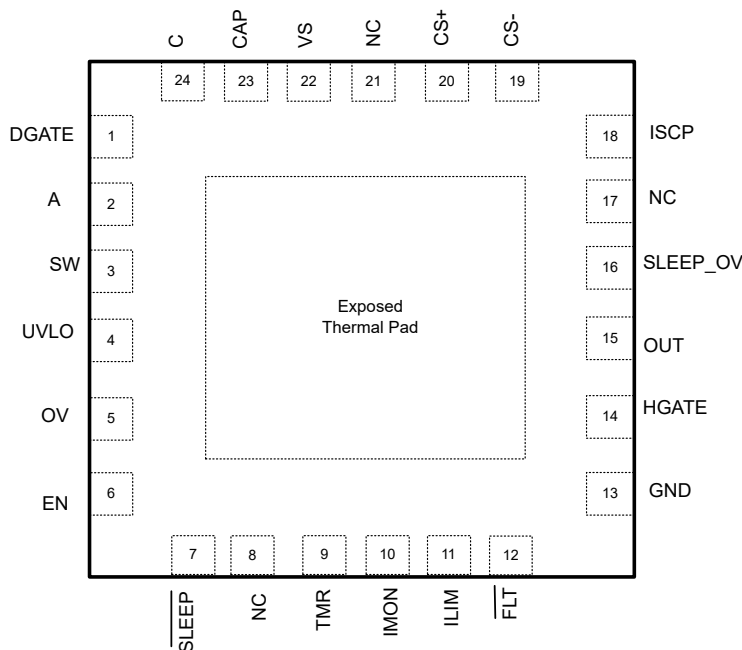 C
CAP
VS
NC
CS+
CS-
24
23
22
21
20
19
DGATE
1
A
2
SW
3
UVLO
4
OV
5
EN
6
Exposed
Thermal Pad
18
ISCP
17
NC
16
SLEEP_OV
15
OUT
14
HGATE
13
GND
7
8
9
10
11
12
SLEEP
NC
TMR
IMON
ILIM
FLT